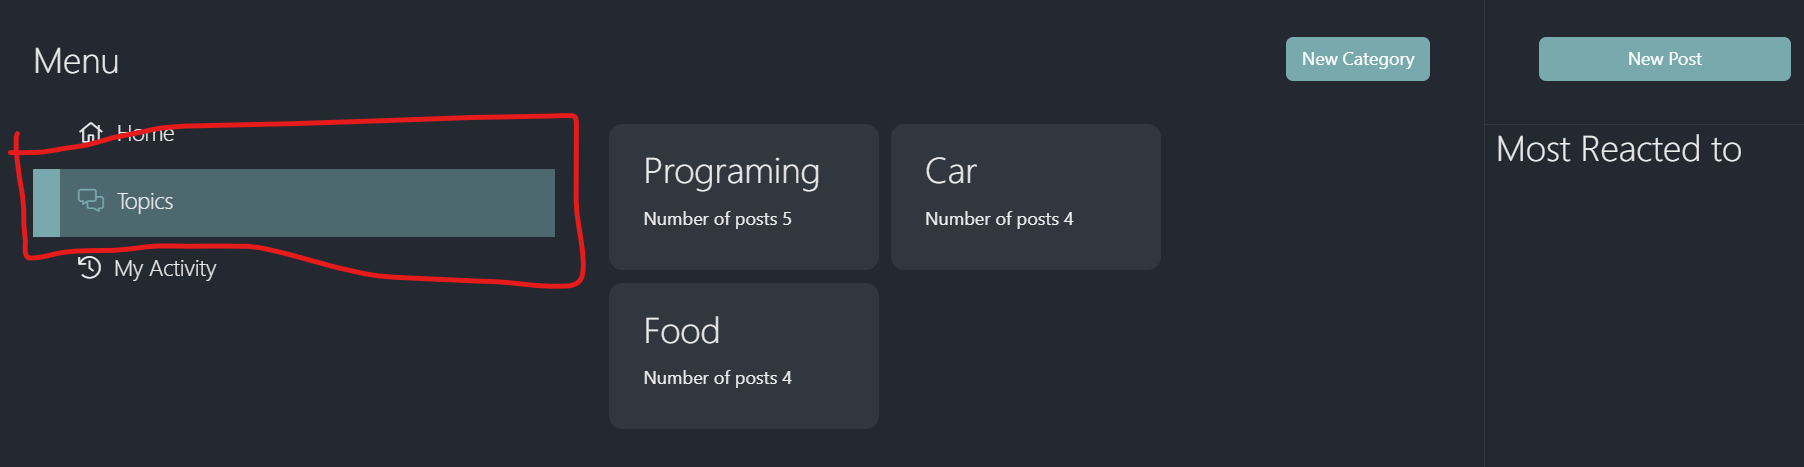 Menu
New Category
New Post
Home
Topics
My Activity
Programing
Number of posts 5
Car
Number of posts 4
Food
Number of posts 4
Most Reacted to